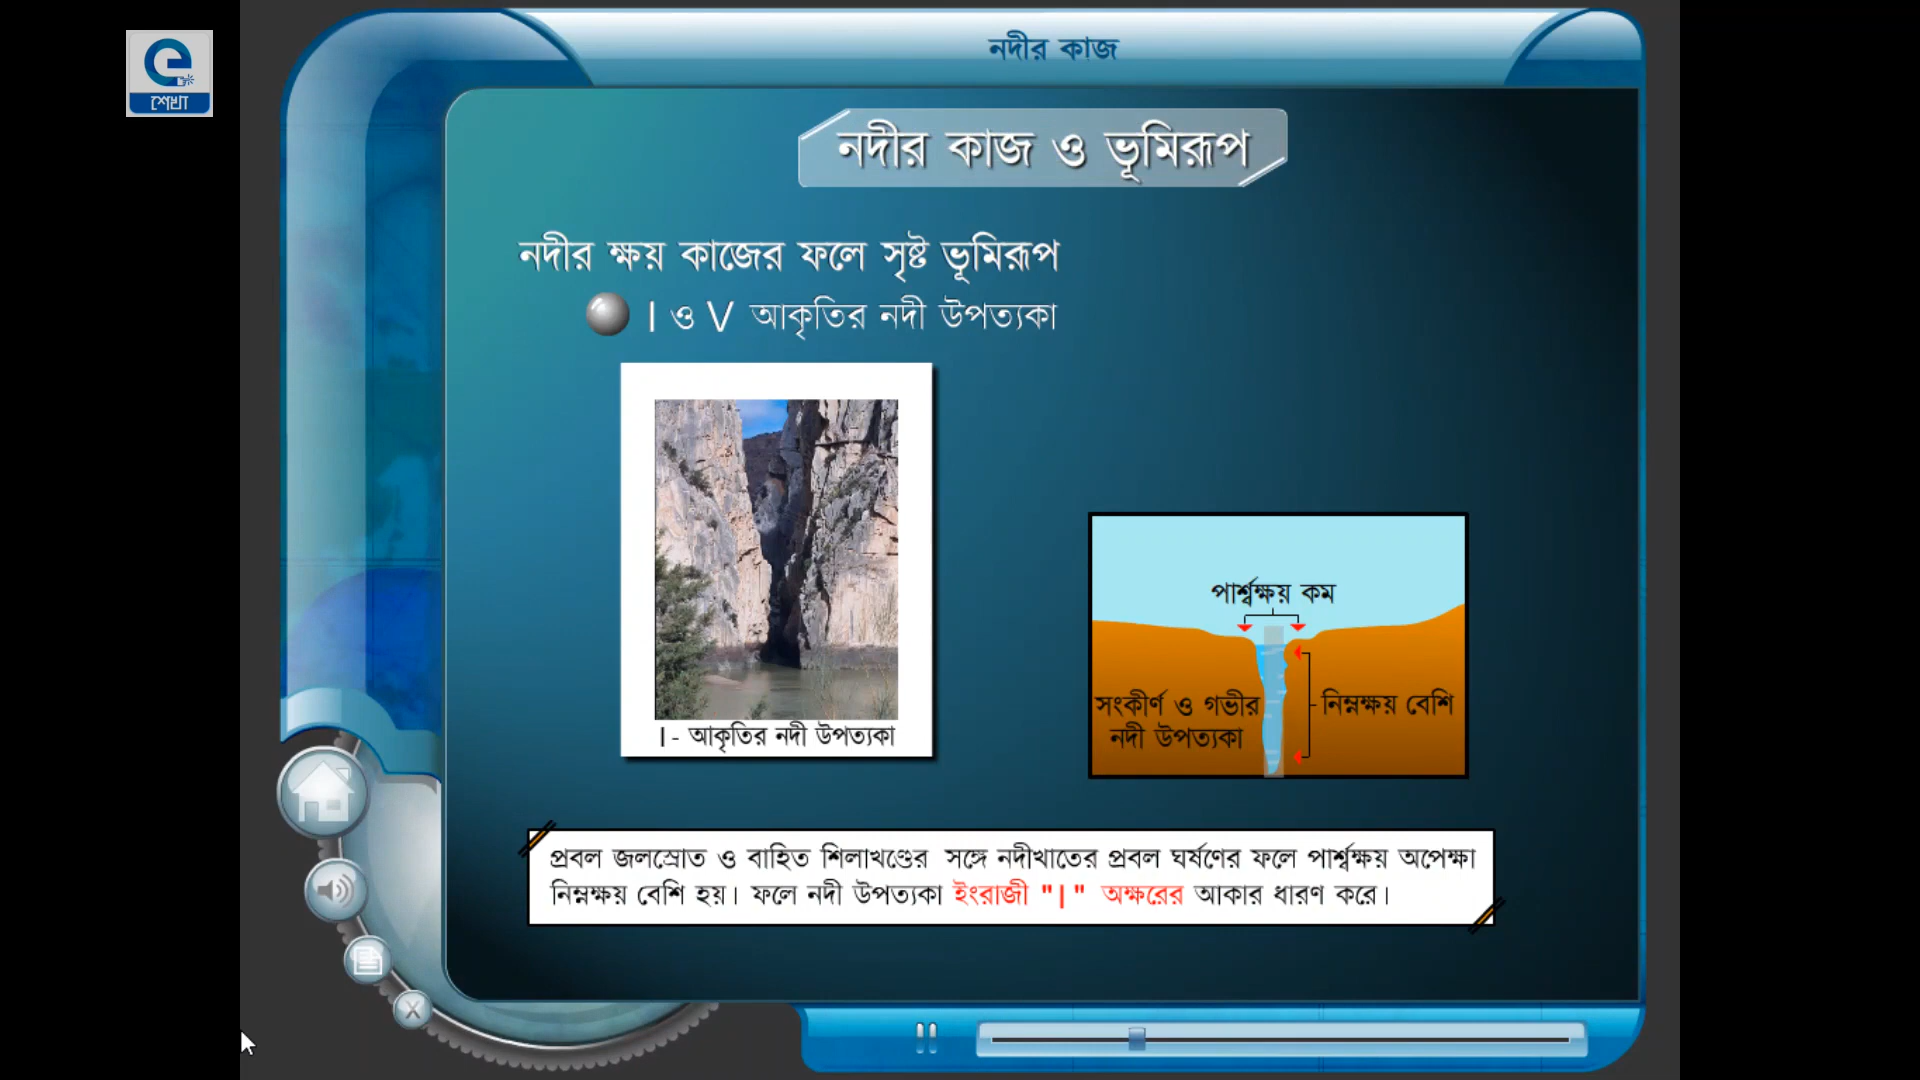 শেখা
নদীর কাজ
নদীর কাজ ও ভূমিরূপ
নদীর ক্ষয় কাজের ফলে সৃষ্ট ভূমিরূপ
I ও V আকৃতির নদী উপত্যকা
I - আকৃতির নদী উপত্যকা
পার্শ্বক্ষয় কম
সংকীর্ণ ও গভীর
নদী উপত্যকা
নিম্নক্ষয় বেশি
প্রবল জলস্রোত ও বাহিত শিলাখণ্ডের সঙ্গে নদীখাতের প্রবল ঘর্ষণের ফলে পার্শ্বক্ষয় অপেক্ষা
নিম্নক্ষয় বেশি হয়। ফলে নদী উপত্যকা ইংরাজী "I" অক্ষরের আকার ধারণ করে।